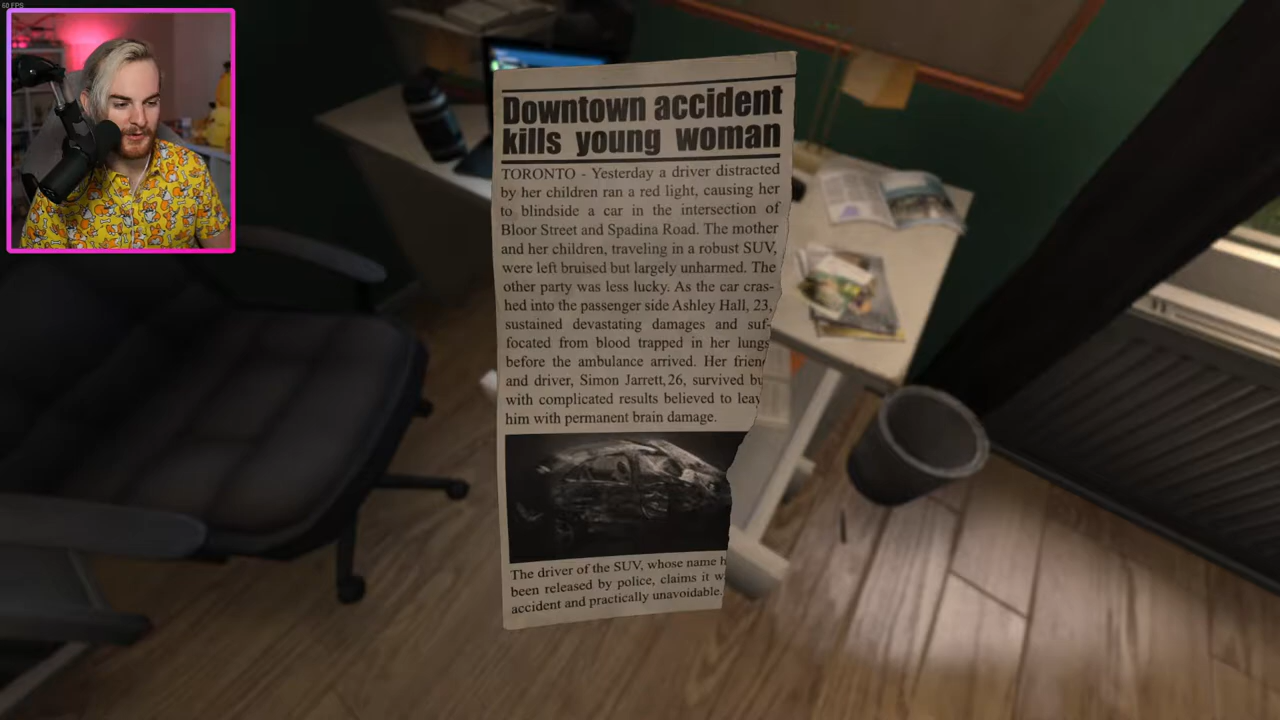 60 FPS
Downtown accident
kills young woman
TORONTO - Yesterday a driver distracted
by her children ran a red light, causing her
to blindside a car in the intersection of
Bloor Street and Spadina Road. The mother
and her children, traveling in a robust SUV,
were left bruised but largely unharmed. The
other party was less lucky. As the car cras-
hed into the passenger side Ashley Hall, 23,
sustained devastating damages and suf-
focated from blood trapped in her lungs
before the ambulance arrived. Her frien
and driver, Simon Jarrett, 26, survived bu
with complicated results believed to leav
him with permanent brain damage.
The driver of the SUV, whose name h
been released by police, claims it w
accident and practically unavoidable.